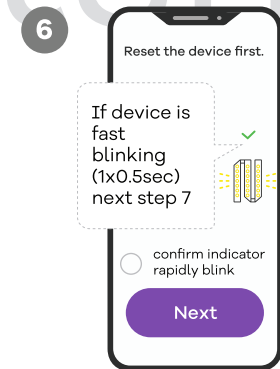 6
Reset the device first.
If device is
fast
blinking
(1x0.5sec)
next step 7
confirm indicator
rapidly blink
Next